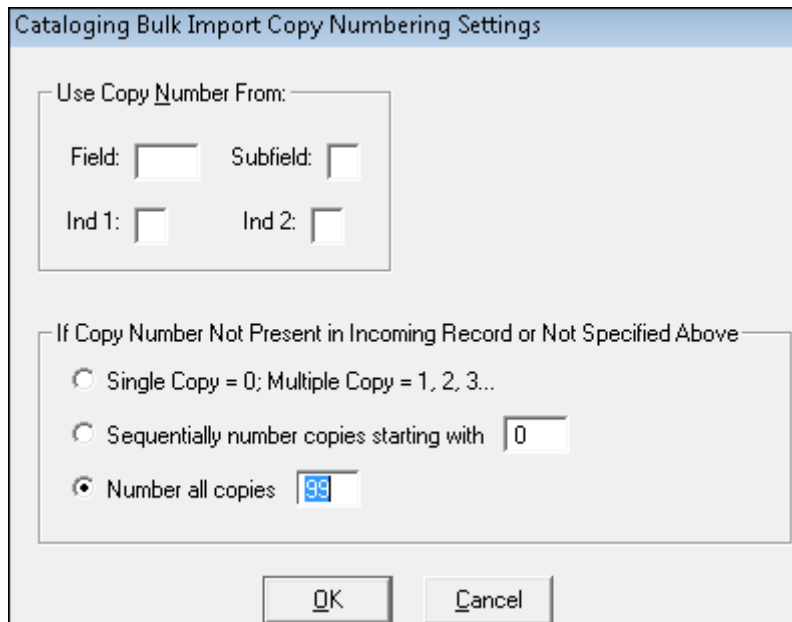 Cataloging Bulk Import Copy Numbering Settings
Use Copy Number From:
Field: Subfield:
Ind 1: Ind 2:
If Copy Number Not Present in Incoming Record or Not Specified Above
Single Copy = 0; Multiple Copy = 1, 2, 3...
Sequentially number copies starting with 0
Number all copies 99
OK Cancel